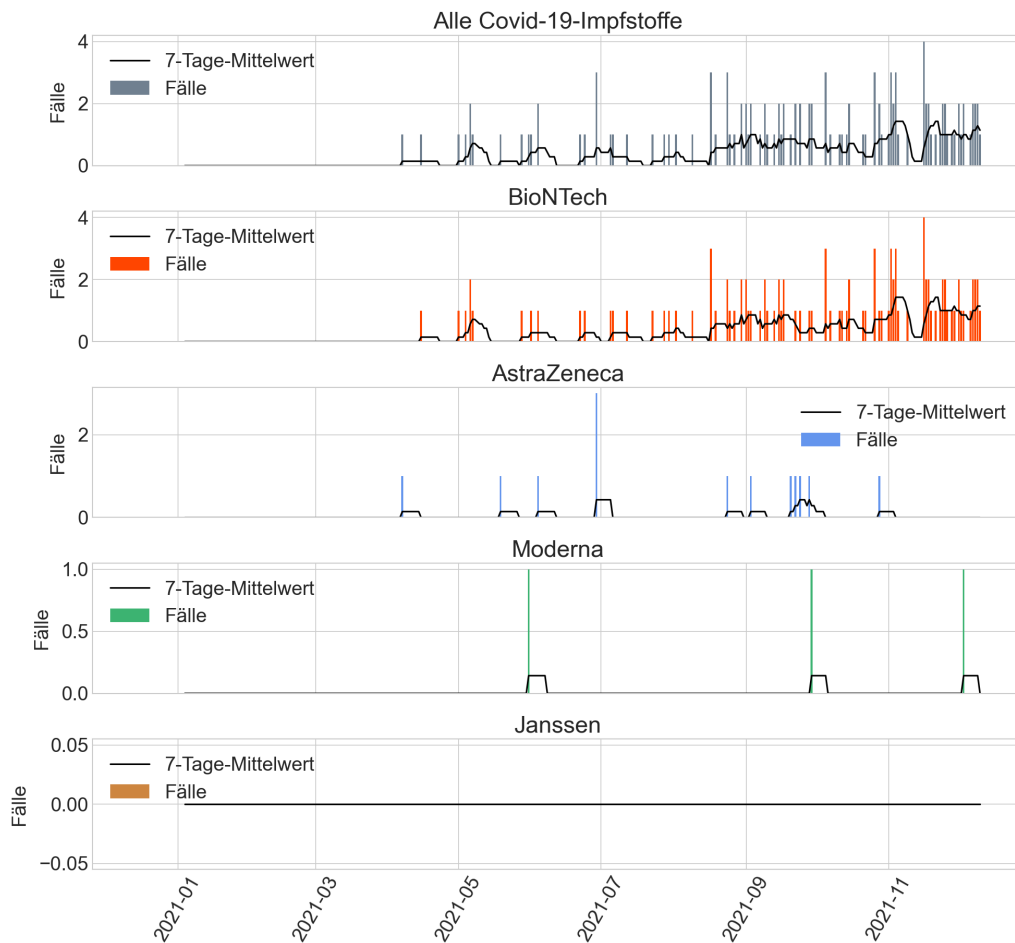 Alle Covid-19-Impfstoffe
4
7-Tage-Mittelwert
Fälle
Fälle
2
0
BioNTech
4
7-Tage-Mittelwert
Fälle
Fälle
2
0
AstraZeneca
7-Tage-Mittelwert
2
Fälle
Fälle
0
Moderna
1.0
7-Tage-Mittelwert
Fälle
Fälle
0.5
0.0
Janssen
0.05
7-Tage-Mittelwert
Fälle
Fälle
0.00
−0.05
2021-01
2021-03
2021-05
2021-07
2021-09
2021-11